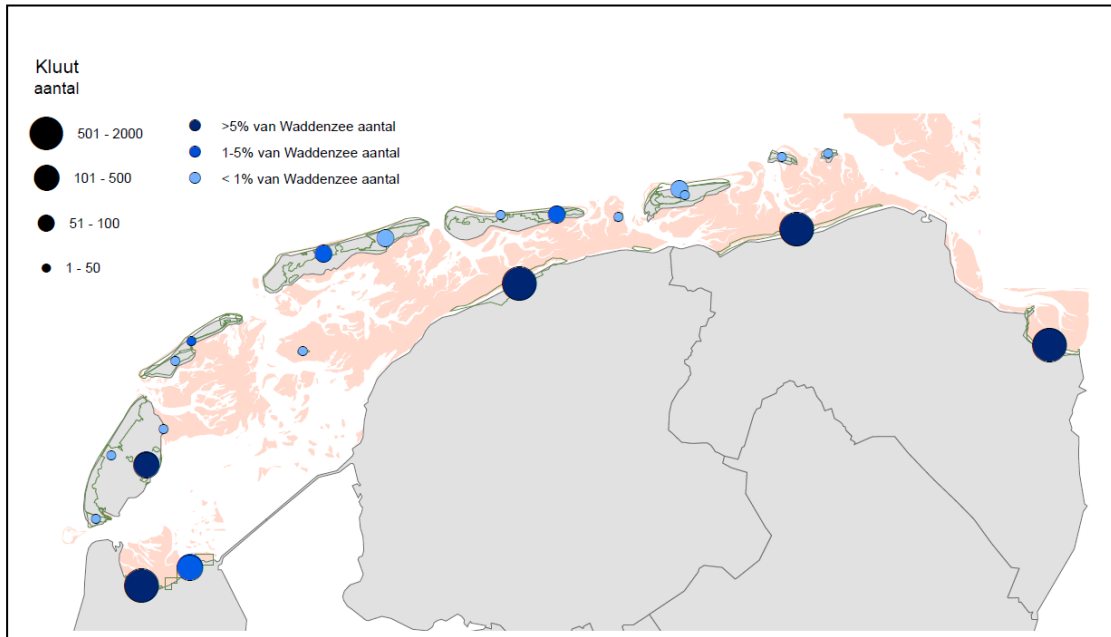 Kluut
aantal
501 - 2000
101 - 500
51 - 100
1 - 50
>5% van Waddenzee aantal
1-5% van Waddenzee aantal
< 1% van Waddenzee aantal